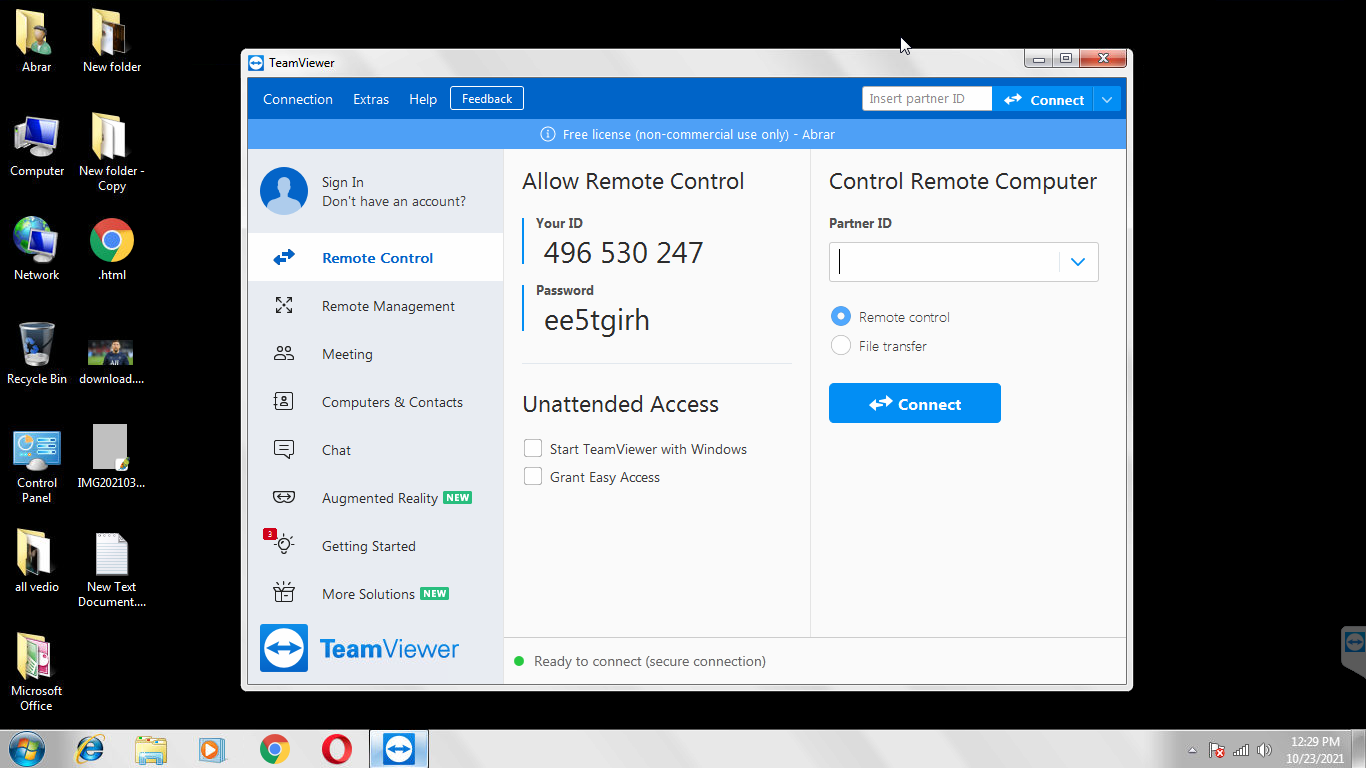 Abrar
New folder
Computer
New folder -
Copy
Network
.html
Recycle Bin
download....
Control
Panel
IMG202103...
all vedio
New Text
Document....
Microsoft
Office
TeamViewer
Connection
Extras
Help
Feedback
Insert partner ID
Connect
Free license (non-commercial use only) - Abrar
Sign In
Don't have an account?
Remote Control
Remote Management
Meeting
Computers & Contacts
Chat
Augmented Reality NEW
3
Getting Started
More Solutions NEW
TeamViewer
Allow Remote Control
Your ID
496 530 247
Password
ee5tgirh
Unattended Access
Start TeamViewer with Windows
Grant Easy Access
Control Remote Computer
Partner ID
Remote control
File transfer
Connect
Ready to connect (secure connection)
12:29 PM
10/23/2021